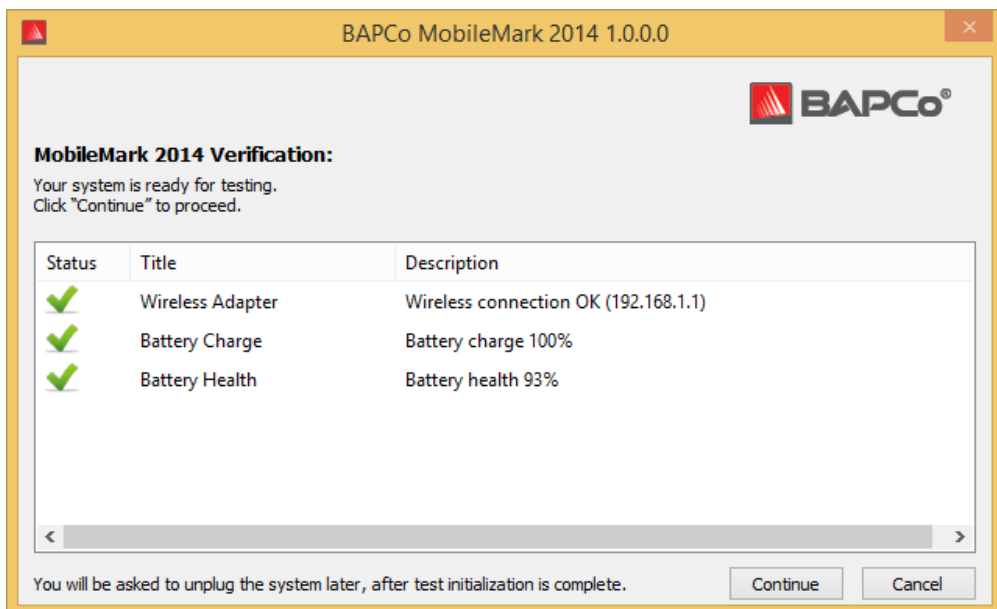 BAPCo MobileMark 2014 1.0.0.0
BAPCo®
MobileMark 2014 Verification:
Your system is ready for testing.
Click “Continue” to proceed.
Status Title Description
Wireless Adapter Wireless connection OK (192.168.1.1)
Battery Charge Battery charge 100%
Battery Health Battery health 93%
You will be asked to unplug the system later, after test initialization is complete. Continue Cancel